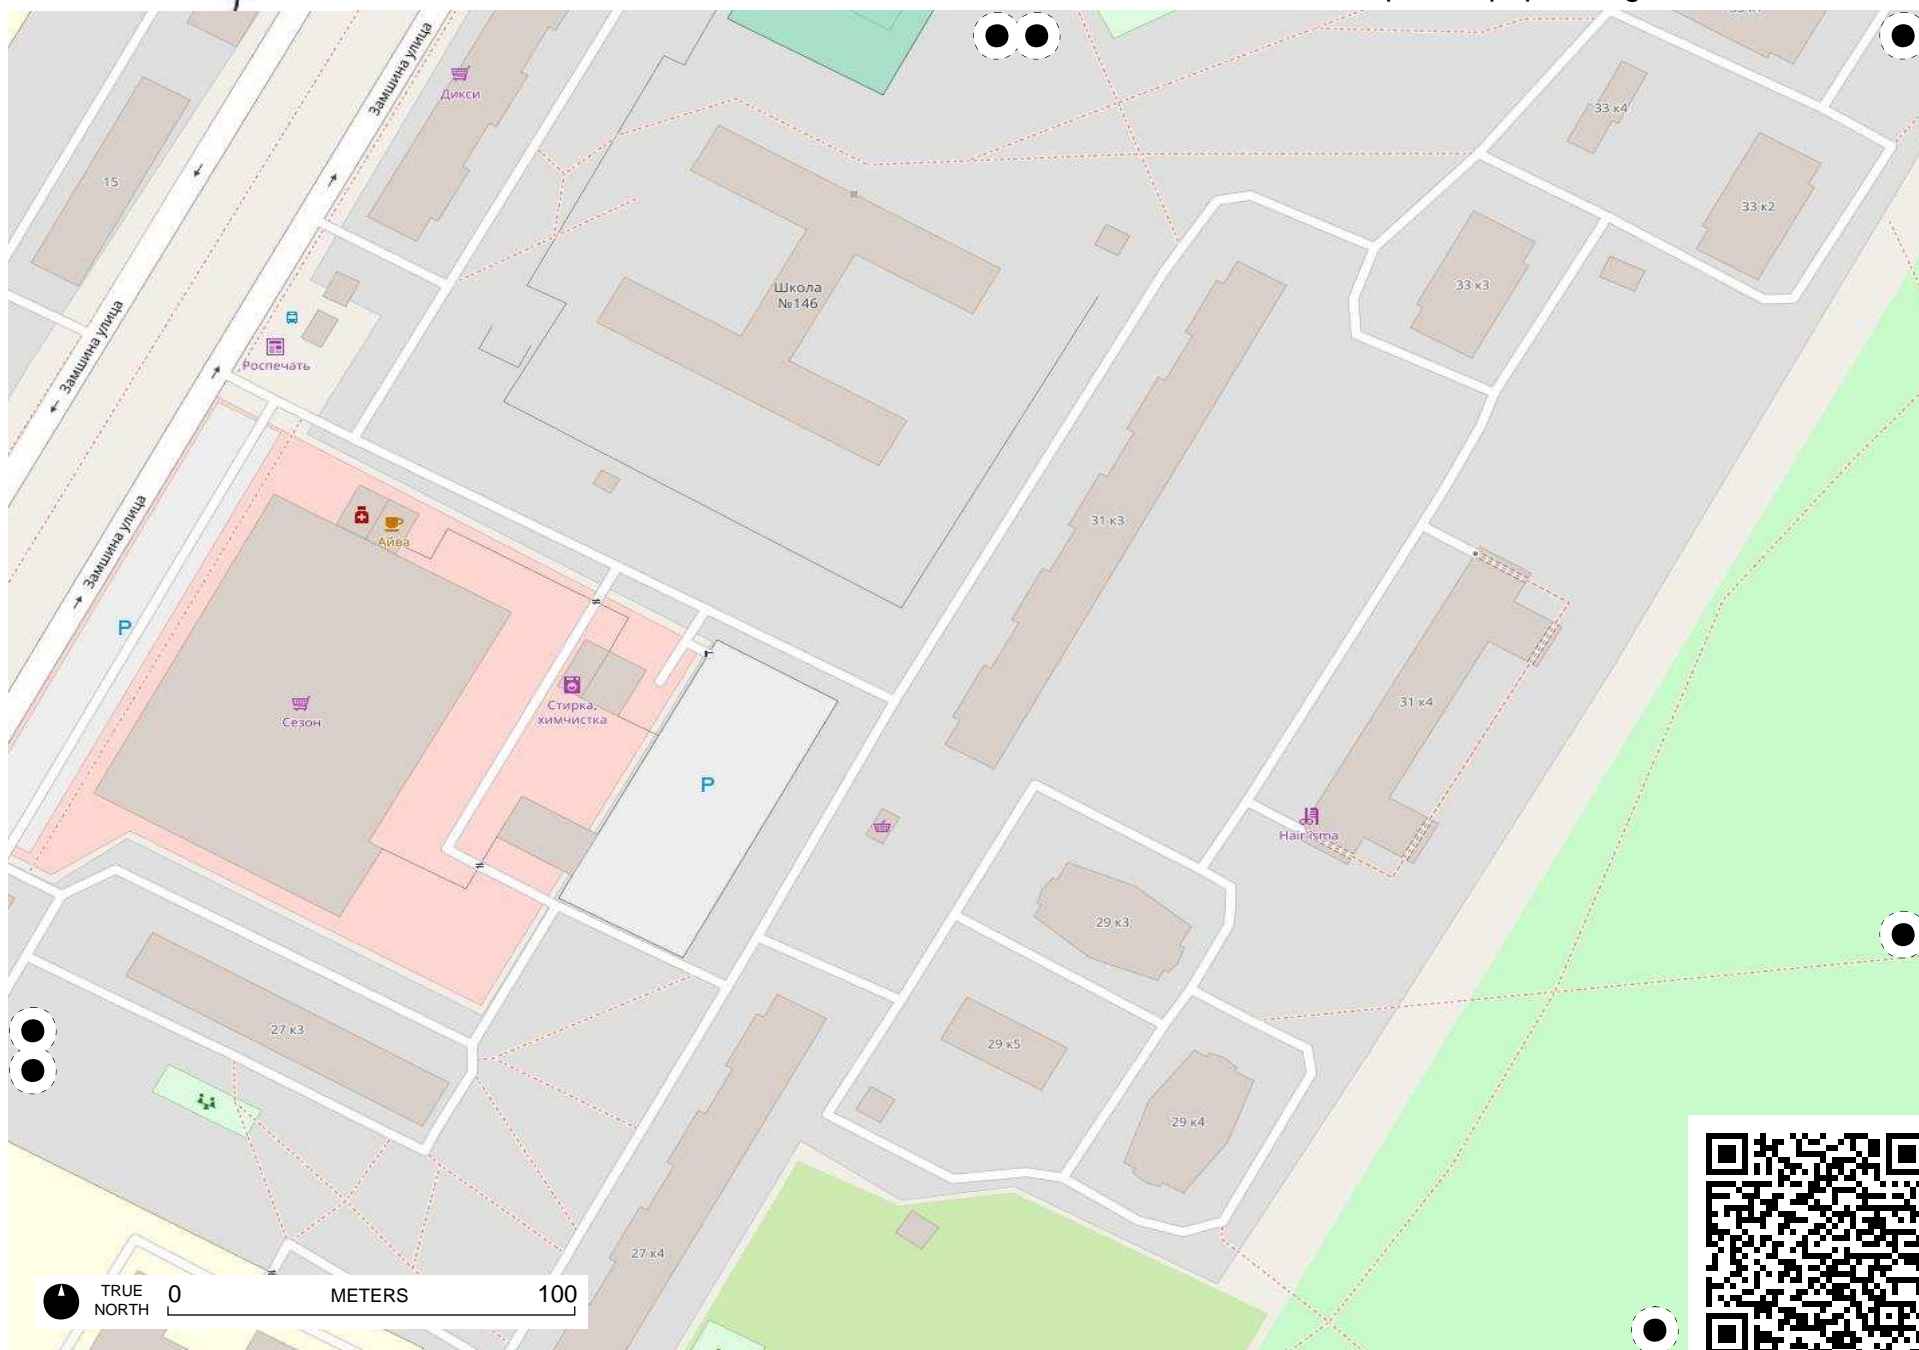 Замшина улица
Дикси
33 к4
15
33 к2
Школа
№146
33 к3
Замшина улица
Роспечать
Замшина улица
Айва
31 к3
P
Сезон
Стирка,
химчистка
31 к4
P
Hair isma
29 к3
27 к3
29 к5
29 к4
27 к4
TRUE
NORTH
0
METERS
100